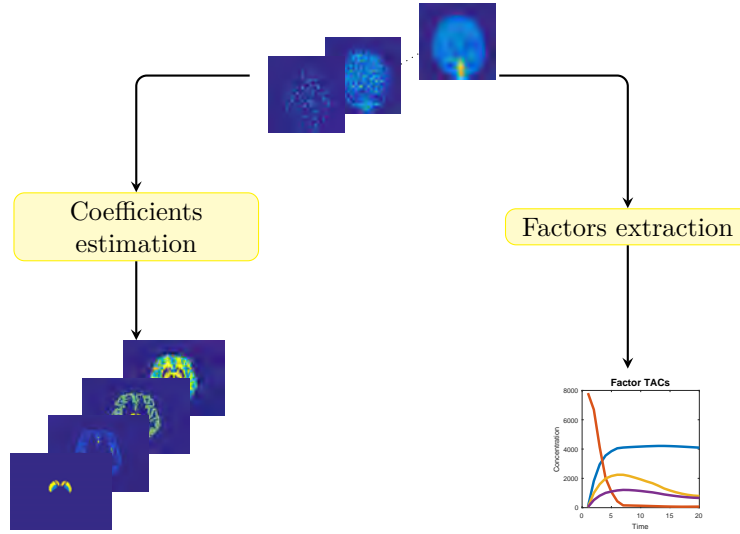 Coefficients
estimation
Factors extraction
Factor TACs
8000
6000
4000
2000
0
Concentration
0 5 10 15 20
Time